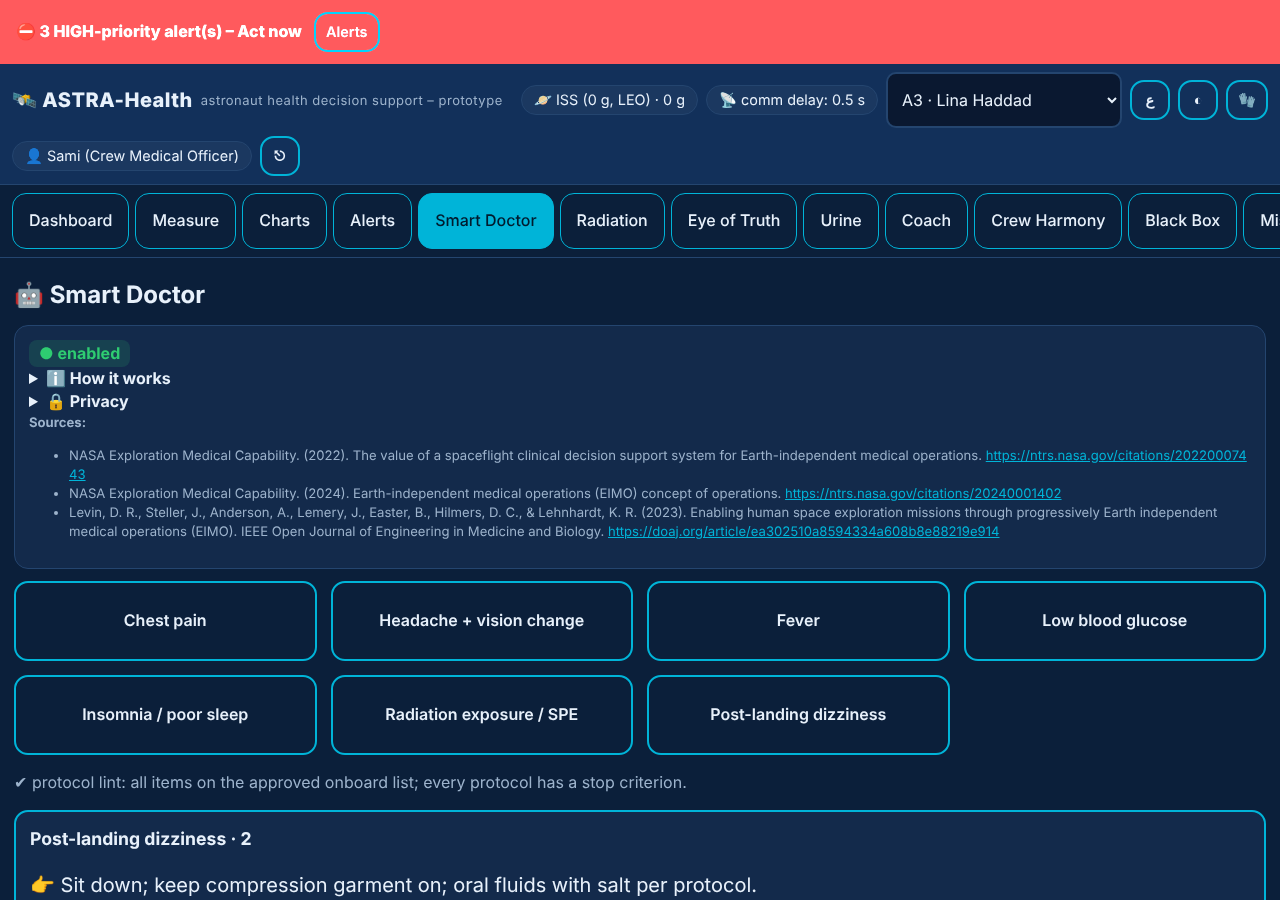 ⛔ 3 HIGH-priority alert(s) – Act now Alerts
🛰️ ASTRA-Health astronaut health decision support – prototype 🪐 ISS (0 g, LEO) · 0 g 📡 comm delay: 0.5 s A3 · Lina Haddad ع ◐ 🧤
👤 Sami (Crew Medical Officer) ⎋
Dashboard Measure Charts Alerts Smart Doctor Radiation Eye of Truth Urine Coach Crew Harmony Black Box Mi
🤖 Smart Doctor
● enabled
▶ ℹ️ How it works
▶ 🔒 Privacy
Sources:
• NASA Exploration Medical Capability. (2022). The value of a spaceflight clinical decision support system for Earth-independent medical operations. https://ntrs.nasa.gov/citations/202200074
43
• NASA Exploration Medical Capability. (2024). Earth-independent medical operations (EIMO) concept of operations. https://ntrs.nasa.gov/citations/20240001402
• Levin, D. R., Steller, J., Anderson, A., Lemery, J., Easter, B., Hilmers, D. C., & Lehnhardt, K. R. (2023). Enabling human space exploration missions through progressively Earth independent
medical operations (EIMO). IEEE Open Journal of Engineering in Medicine and Biology. https://doaj.org/article/ea302510a8594334a608b8e88219e914
Chest pain Headache + vision change Fever Low blood glucose
Insomnia / poor sleep Radiation exposure / SPE Post-landing dizziness
✔ protocol lint: all items on the approved onboard list; every protocol has a stop criterion.
Post-landing dizziness · 2
👉 Sit down; keep compression garment on; oral fluids with salt per protocol.